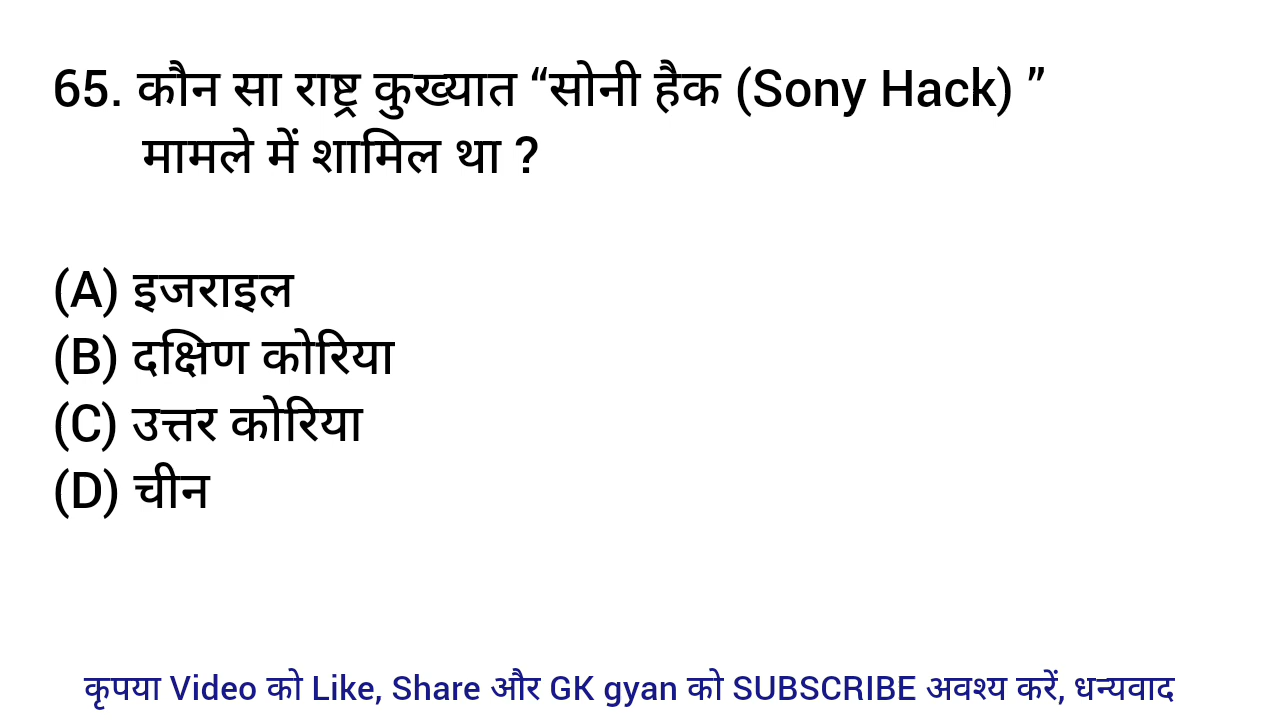 65. कौन सा राष्ट्र कुख्यात “सोनी हैक (Sony Hack) ”
मामले में शामिल था ?
(A) इजराइल
(B) दक्षिण कोरिया
(C) उत्तर कोरिया
(D) चीन
कृपया Video को Like, Share और GK gyan को SUBSCRIBE अवश्य करें, धन्यवाद